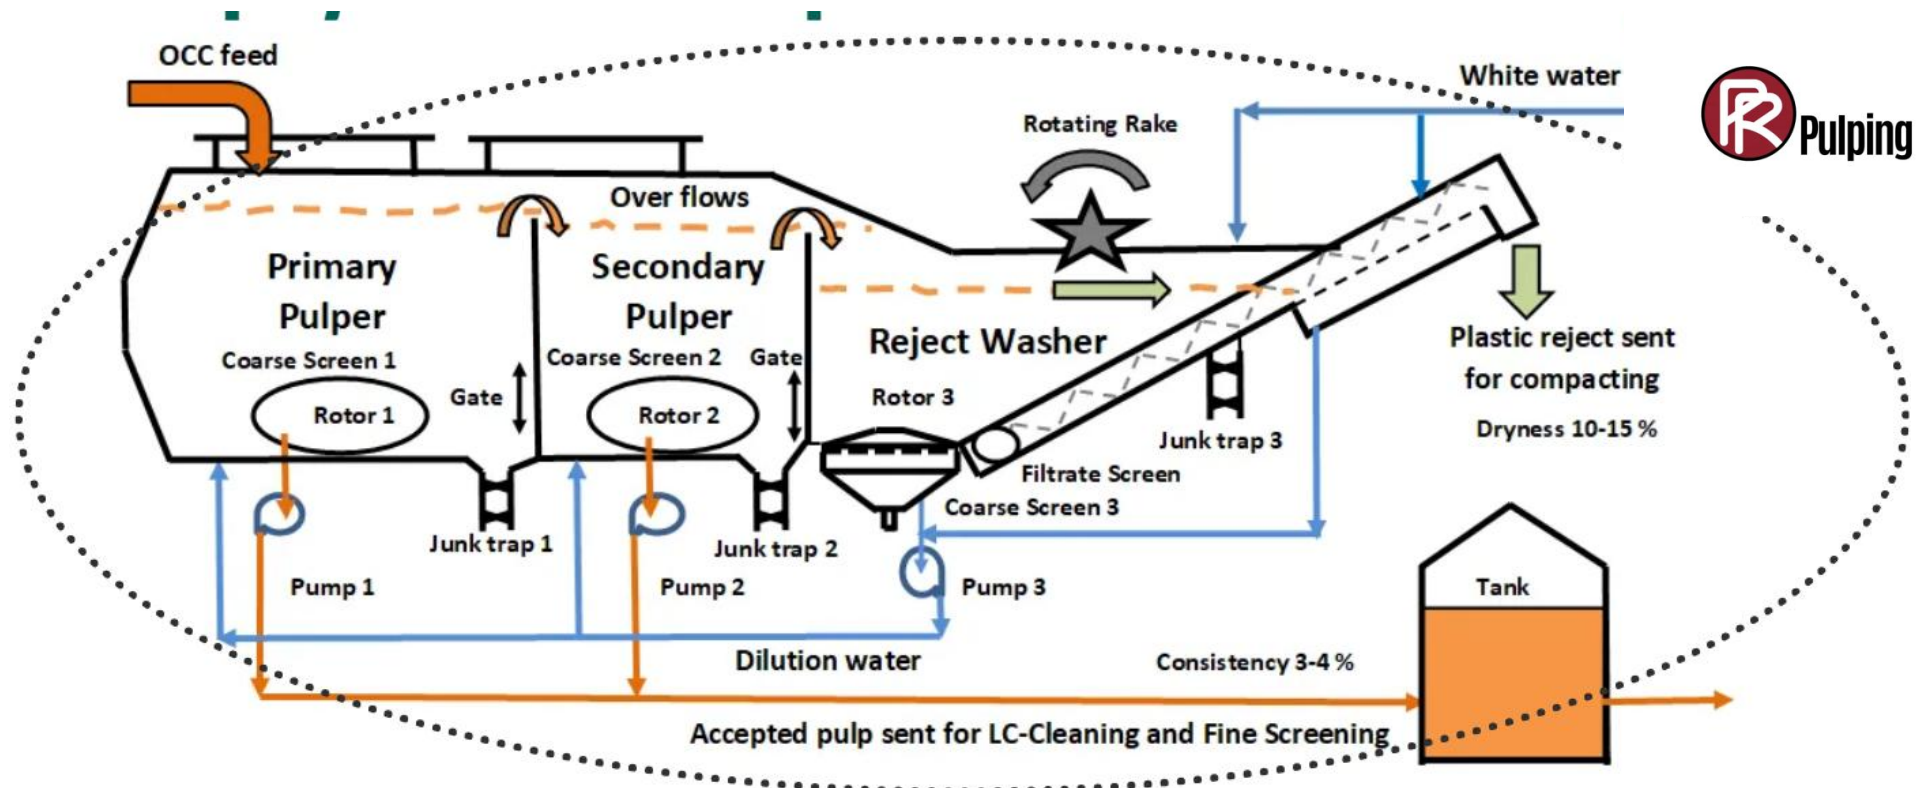 OCC feed
White water
PR Pulping
Rotating Rake
Over flows
Primary
Pulper
Secondary
Pulper
Reject Washer
Coarse Screen 1
Coarse Screen 2
Gate
Gate
Rotor 1
Rotor 2
Rotor 3
Plastic reject sent
for compacting
Dryness 10-15 %
Junk trap 3
Filtrate Screen
Coarse Screen 3
Junk trap 1
Junk trap 2
Pump 1
Pump 2
Pump 3
Tank
Dilution water
Consistency 3-4 %
Accepted pulp sent for LC-Cleaning and Fine Screening